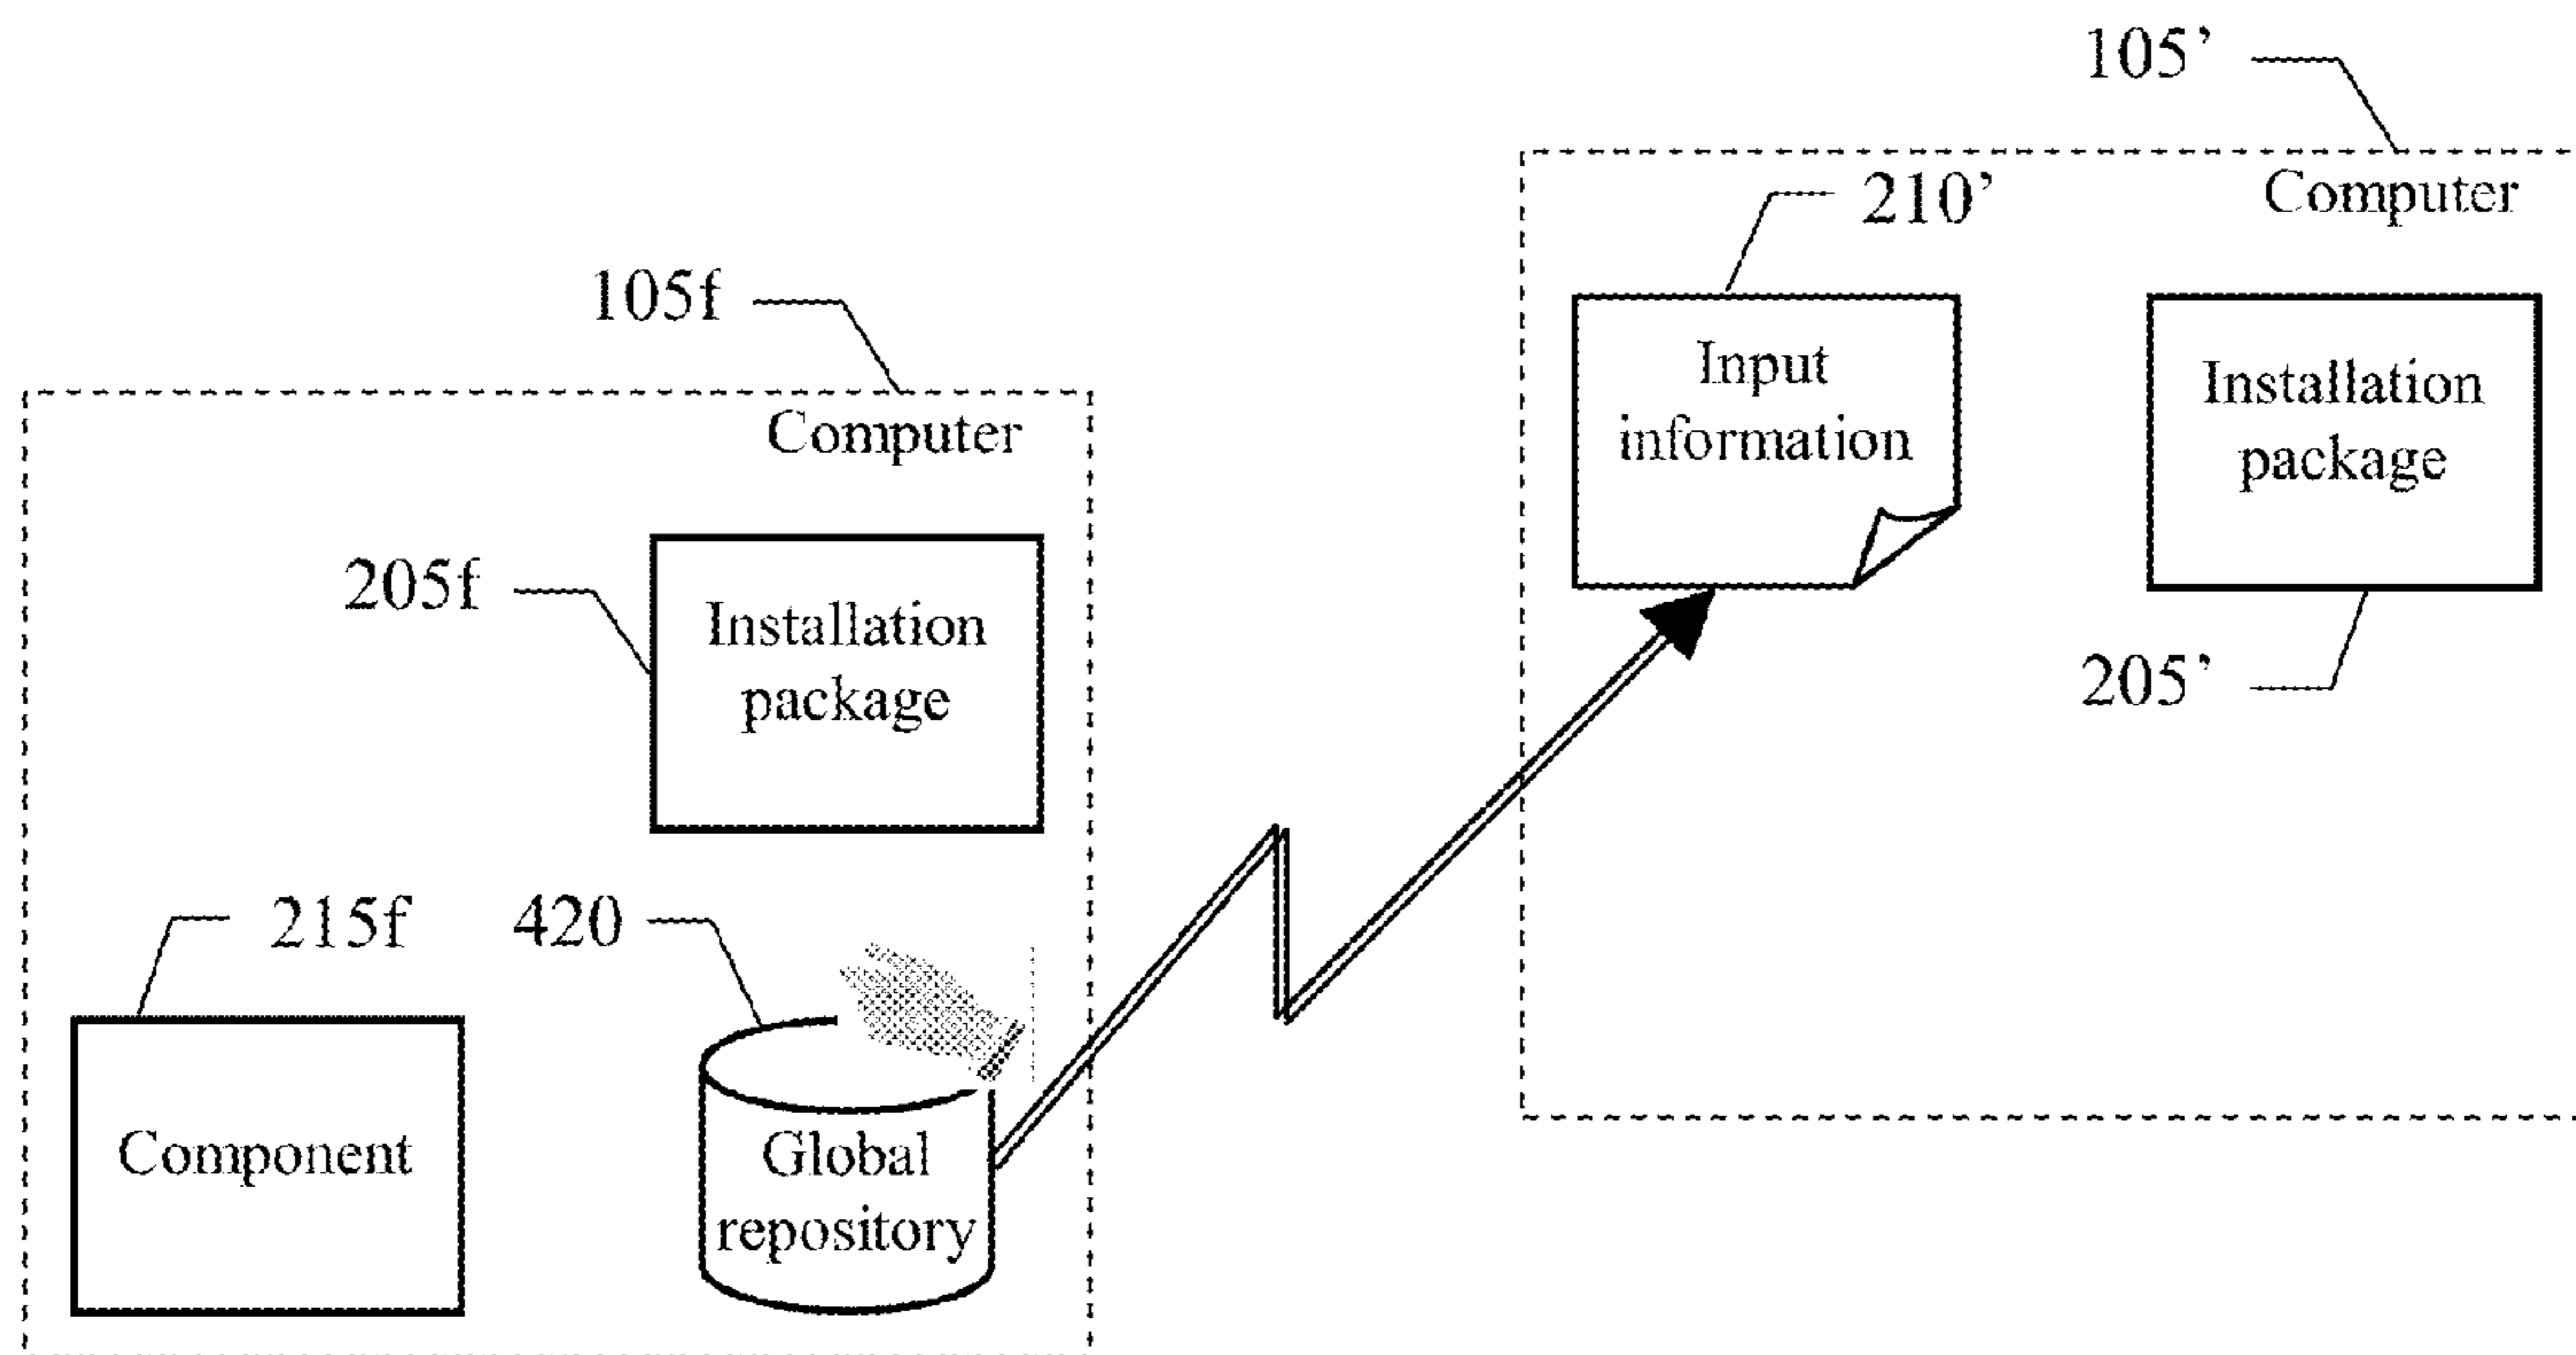 105’
Computer
210’
Input
information
Installation
package
205’
105f
Computer
205f
Installation
package
215f
420
Component
Global
repository